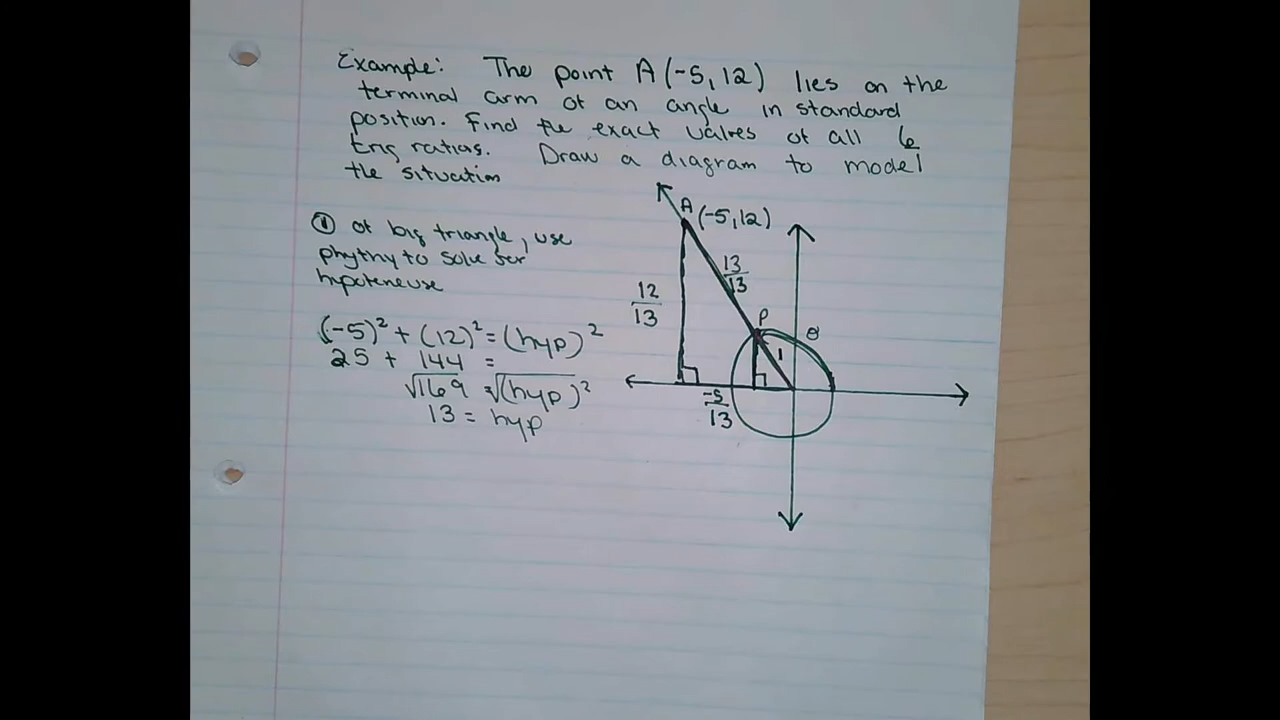 Example: The point A(-5, 12) lies on the
terminal arm of an angle in standard
position. Find the exact values of all 6
trig ratios. Draw a diagram to model
the situation
① of big triangle, use
phythy to solve for
hypoteneuse
(-5)² + (12)² = (hyp)²
25 + 144 =
√169 = √(hyp)²
13 = hyp
A (-5, 12)
13/13
12/13
P
θ
1
-5/13